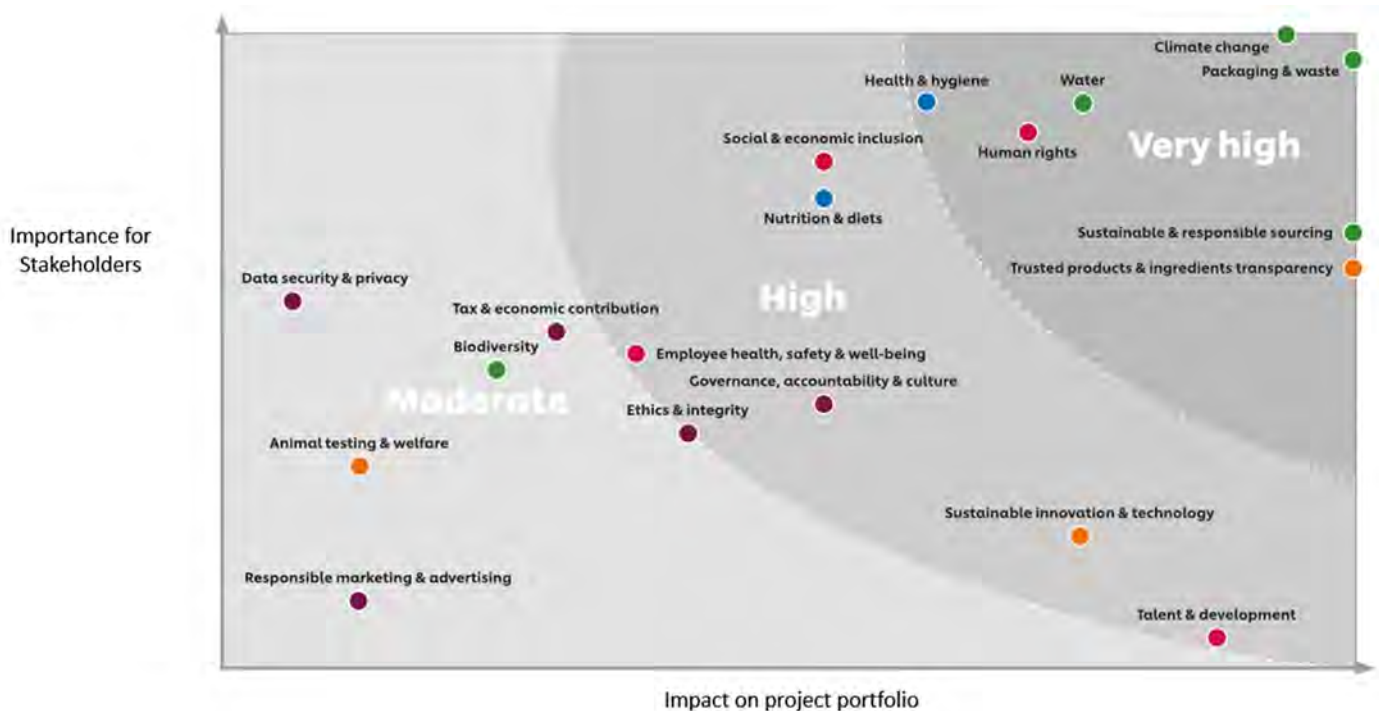 Climate change
Packaging & waste
Health & hygiene
Water
Social & economic inclusion
Human rights
Very high
Nutrition & diets
Importance for
Stakeholders
Sustainable & responsible sourcing
Trusted products & ingredients transparency
Data security & privacy
High
Tax & economic contribution
Biodiversity
Employee health, safety & well-being
Governance, accountability & culture
Moderate
Ethics & integrity
Animal testing & welfare
Sustainable innovation & technology
Responsible marketing & advertising
Talent & development
Impact on project portfolio